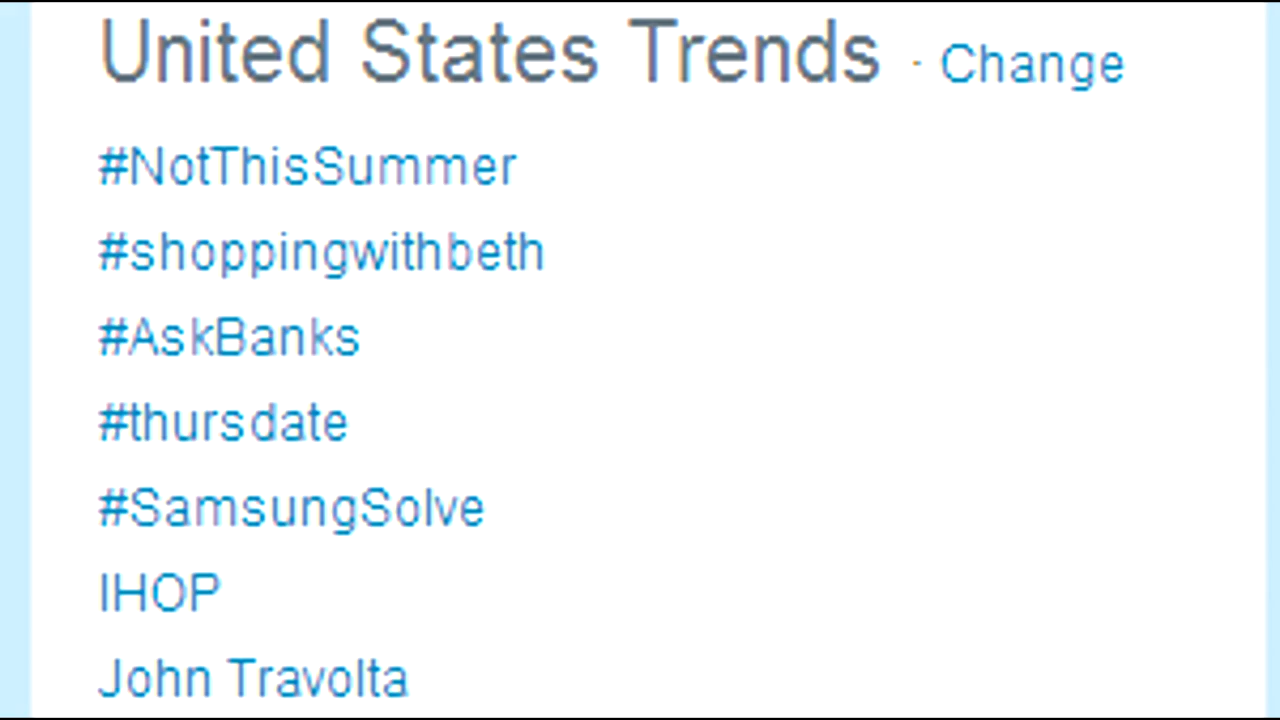 United States Trends · Change
#NotThisSummer
#shoppingwithbeth
#AskBanks
#thursdate
#SamsungSolve
IHOP
John Travolta